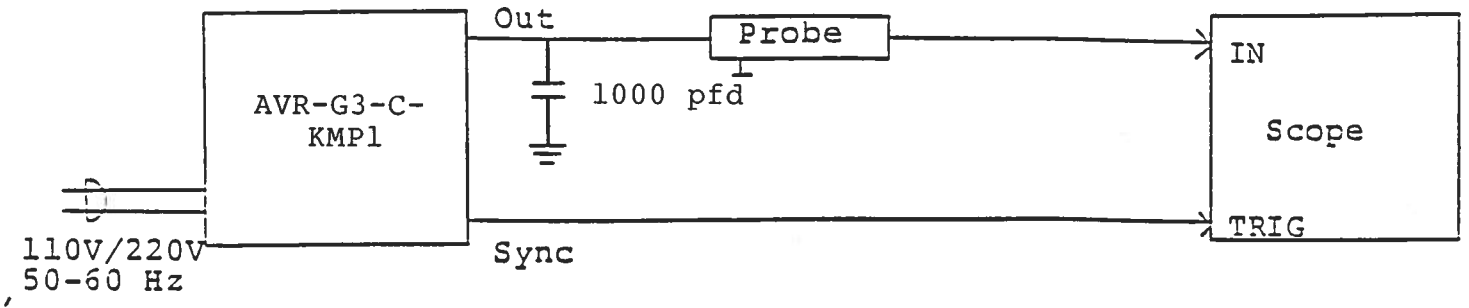 Out
Probe
IN
1000 pfd
AVR-G3-C-
KMP1
Scope
TRIG
Sync
110V/220V
50-60 Hz